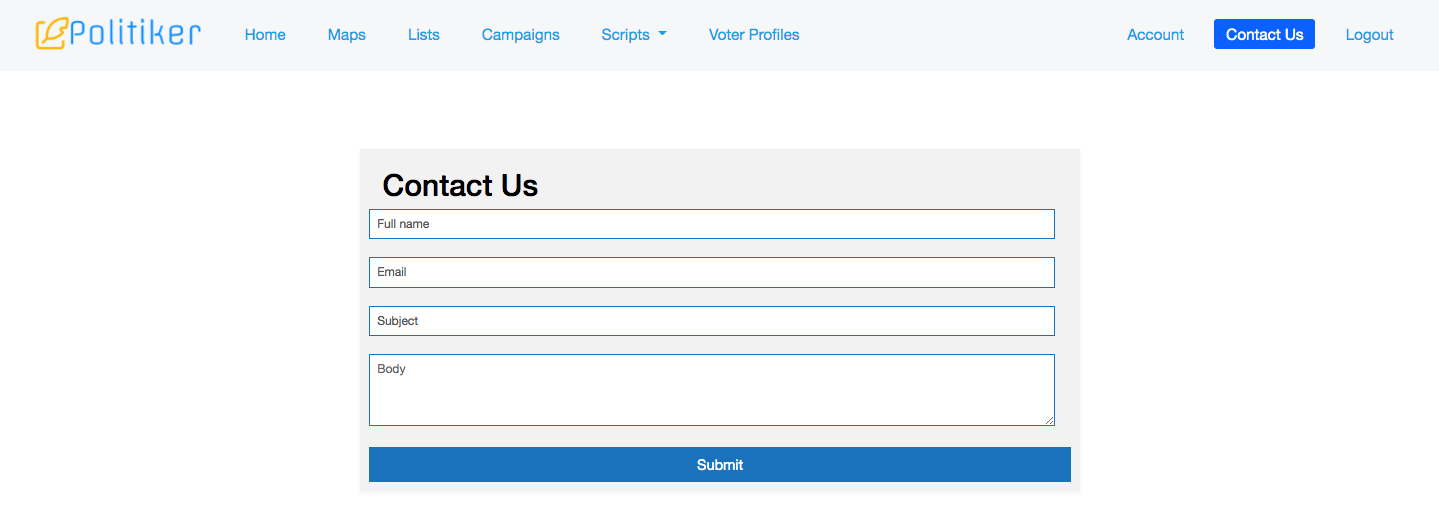 Politiker Home Maps Lists Campaigns Scripts Voter Profiles Account Contact Us Logout
Contact Us
Full name
Email
Subject
Body
Submit